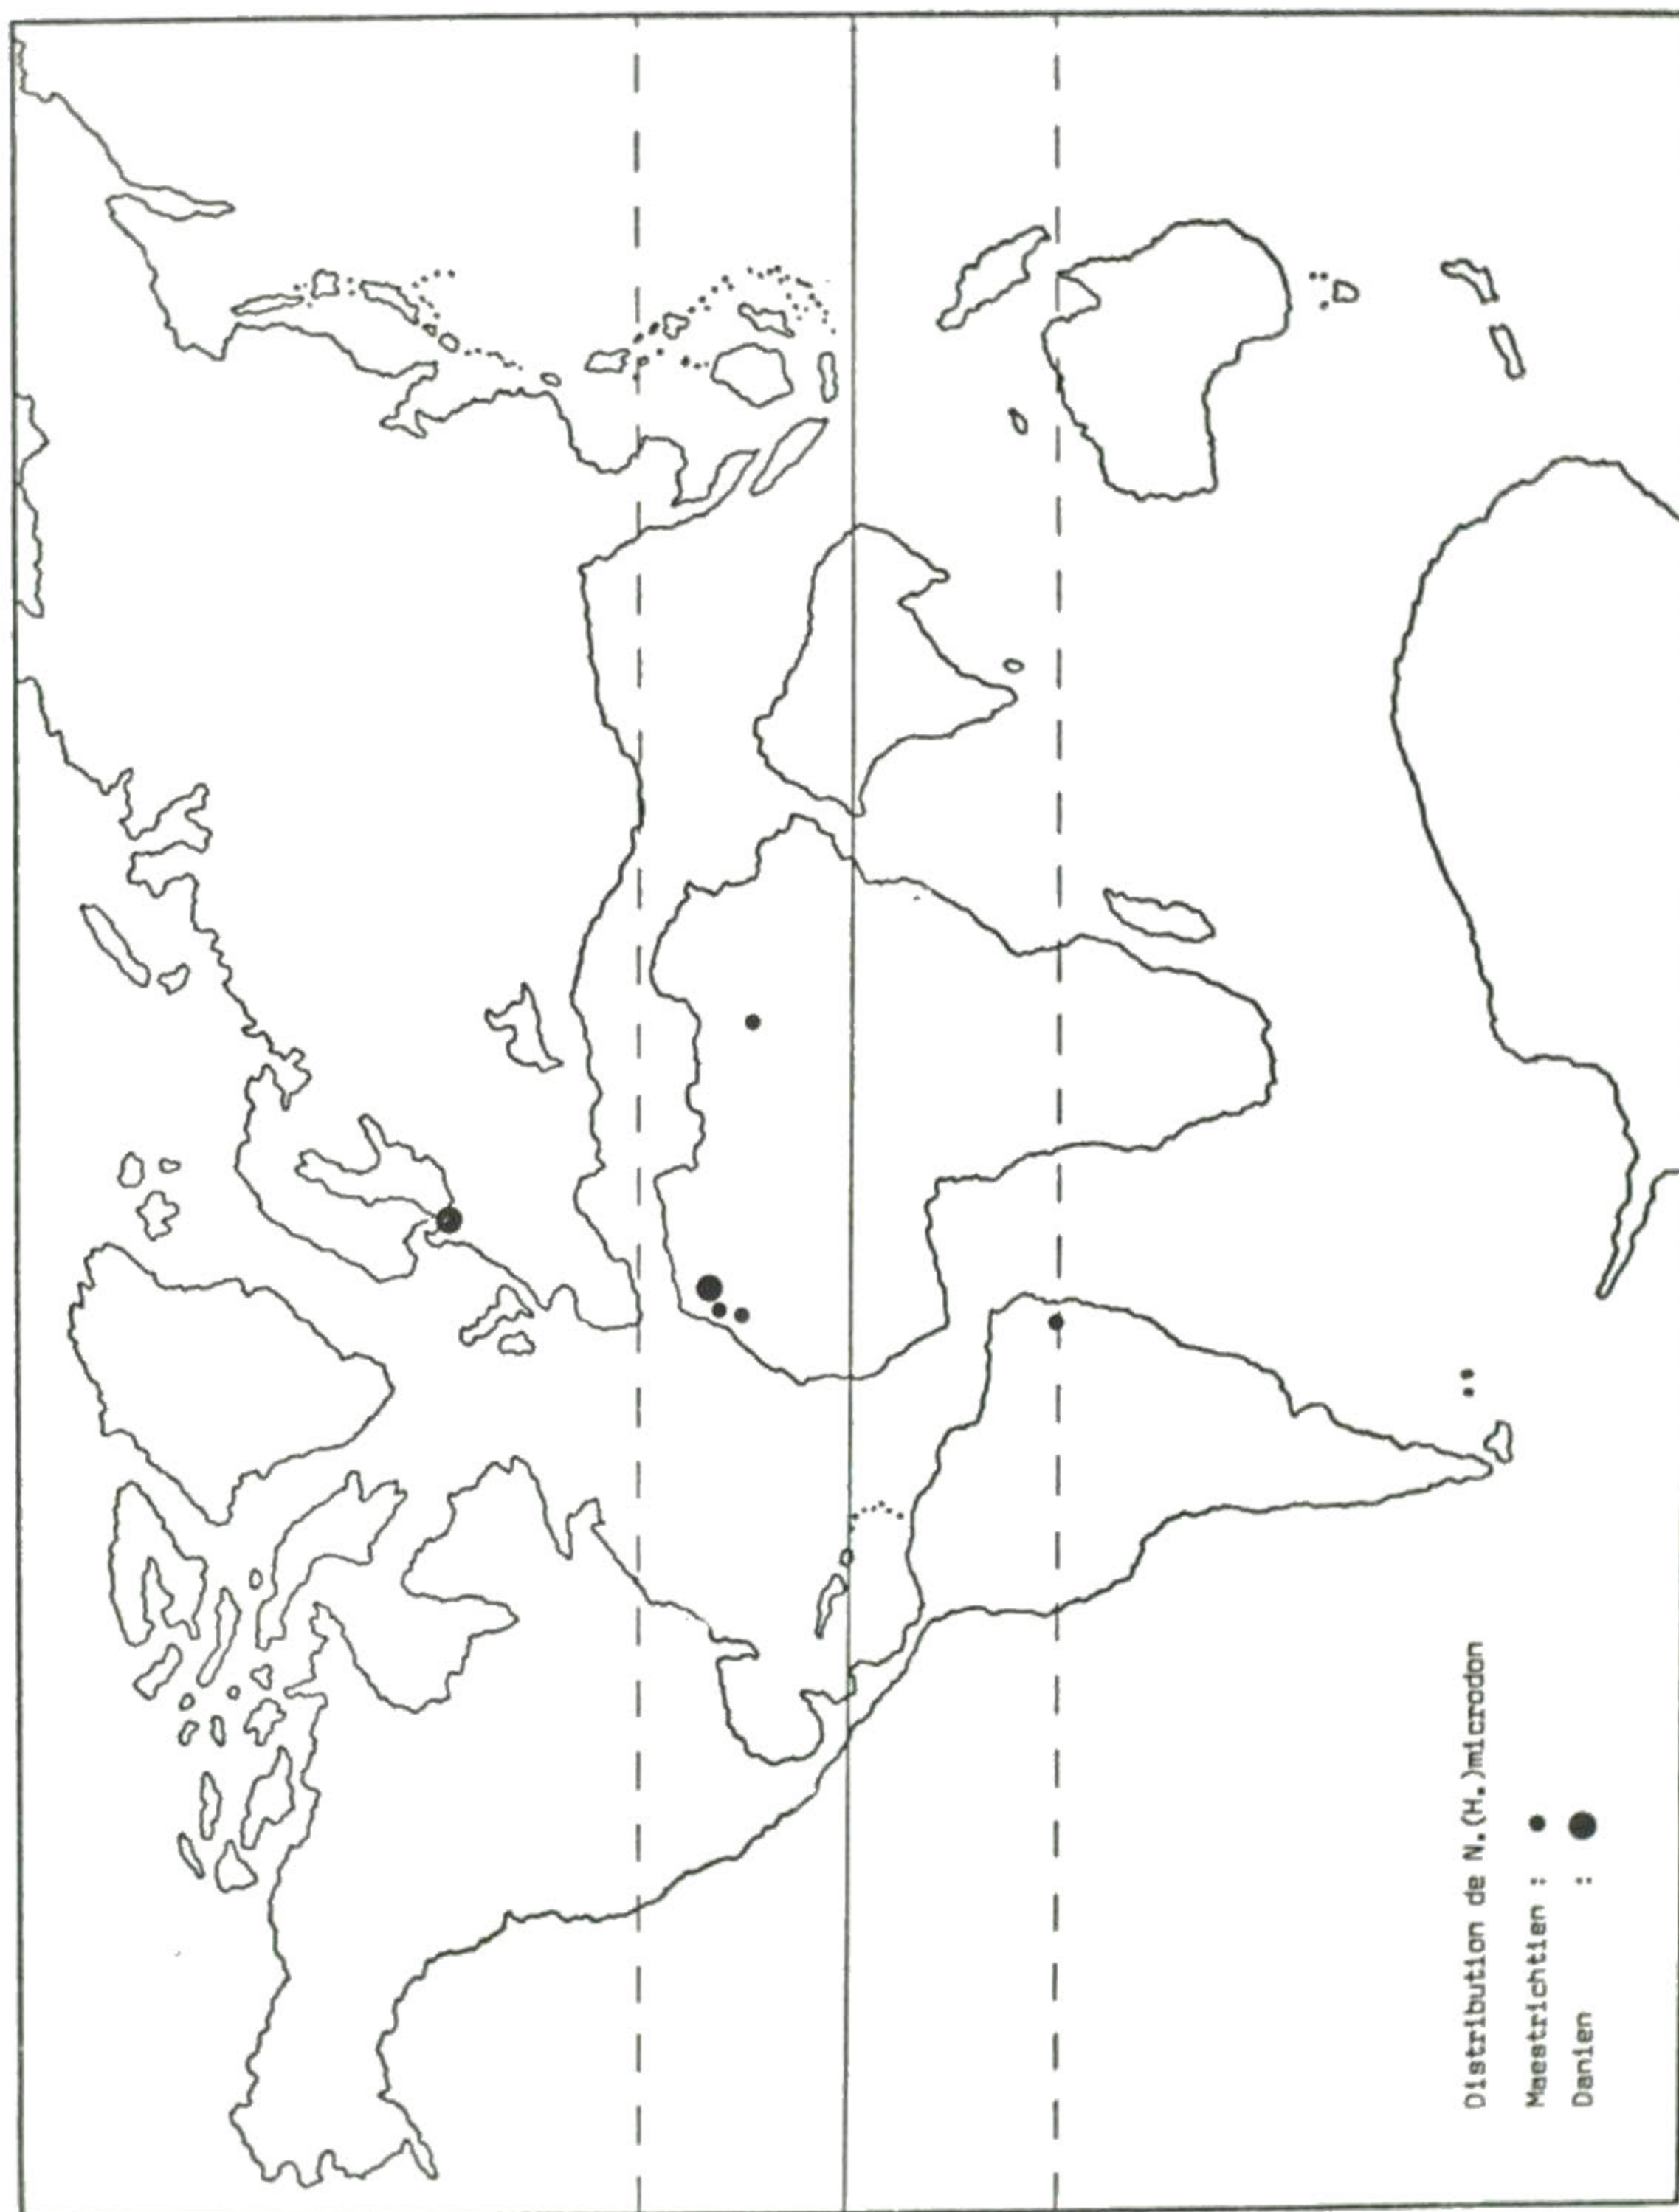 Distribution de N.(H.)microdon
Maestrichtien : ●
Danien : ●